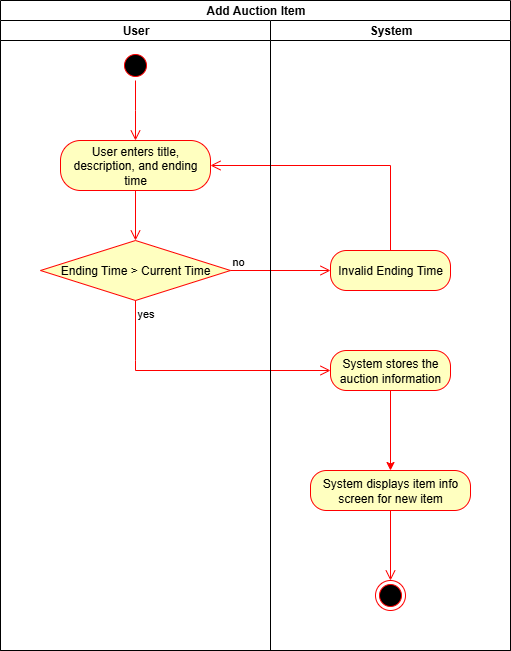 Add Auction Item
User
System
User enters title,
description, and ending
time
Ending Time > Current Time
no
Invalid Ending Time
yes
System stores the
auction information
System displays item info
screen for new item